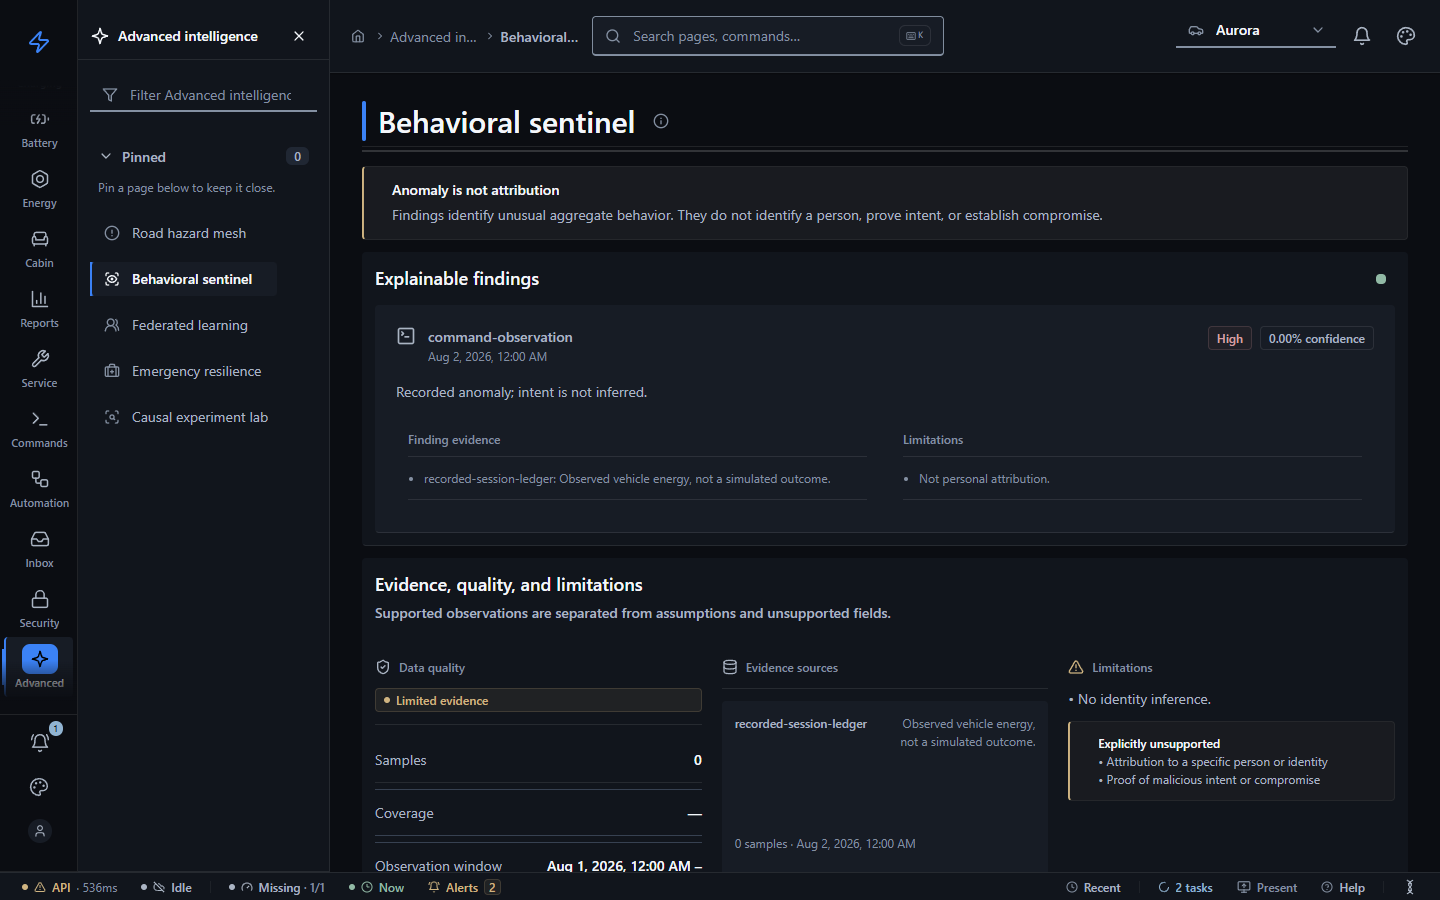 Advanced intelligence
Advanced in...
Behavioral...
Search pages, commands...
K
Aurora
Battery
Energy
Cabin
Reports
Service
Commands
Automation
Inbox
Security
Advanced
1
Filter Advanced intelligenc
Pinned
0
Pin a page below to keep it close.
Road hazard mesh
Behavioral sentinel
Federated learning
Emergency resilience
Causal experiment lab
Behavioral sentinel
Anomaly is not attribution
Findings identify unusual aggregate behavior. They do not identify a person, prove intent, or establish compromise.
Explainable findings
command-observation
Aug 2, 2026, 12:00 AM
High
0.00% confidence
Recorded anomaly; intent is not inferred.
Finding evidence
• recorded-session-ledger: Observed vehicle energy, not a simulated outcome.
Limitations
• Not personal attribution.
Evidence, quality, and limitations
Supported observations are separated from assumptions and unsupported fields.
Data quality
Limited evidence
Samples 0
Coverage —
Observation window Aug 1, 2026, 12:00 AM –
Evidence sources
recorded-session-ledger
Observed vehicle energy,
not a simulated outcome.
0 samples · Aug 2, 2026, 12:00 AM
Limitations
• No identity inference.
Explicitly unsupported
• Attribution to a specific person or identity
• Proof of malicious intent or compromise
API · 536ms
Idle
Missing · 1/1
Now
Alerts 2
Recent
2 tasks
Present
Help